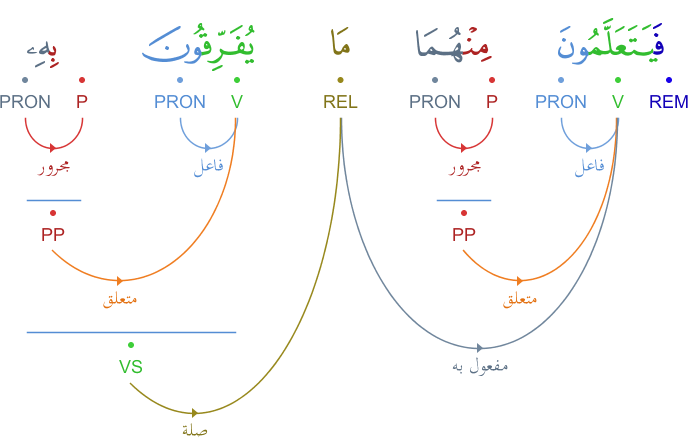 فَيَتَعَلَّمُونَ مِنْهُمَا مَا يُفَرِّقُونَ بِهِۦ
REM V PRON P PRON REL V PRON P PRON
فاعل مجرور فاعل مجرور
PP PP
متعلق متعلق
VS مفعول به
صلة